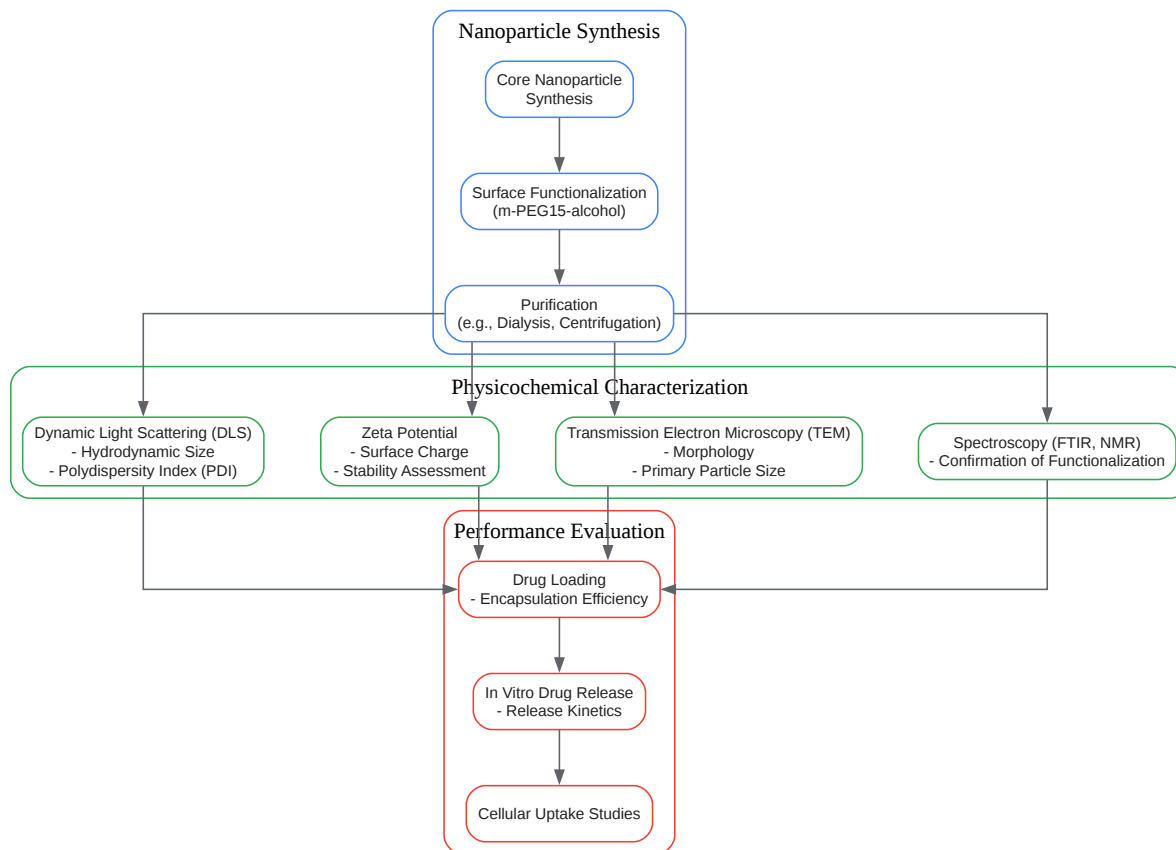 Nanoparticle Synthesis
Core Nanoparticle
Synthesis
Surface Functionalization
(m-PEG15-alcohol)
Purification
(e.g., Dialysis, Centrifugation)
Physicochemical Characterization
Dynamic Light Scattering (DLS)
- Hydrodynamic Size
- Polydispersity Index (PDI)
Zeta Potential
- Surface Charge
- Stability Assessment
Transmission Electron Microscopy (TEM)
- Morphology
- Primary Particle Size
Spectroscopy (FTIR, NMR)
- Confirmation of Functionalization
Performance Evaluation
Drug Loading
- Encapsulation Efficiency
In Vitro Drug Release
- Release Kinetics
Cellular Uptake Studies